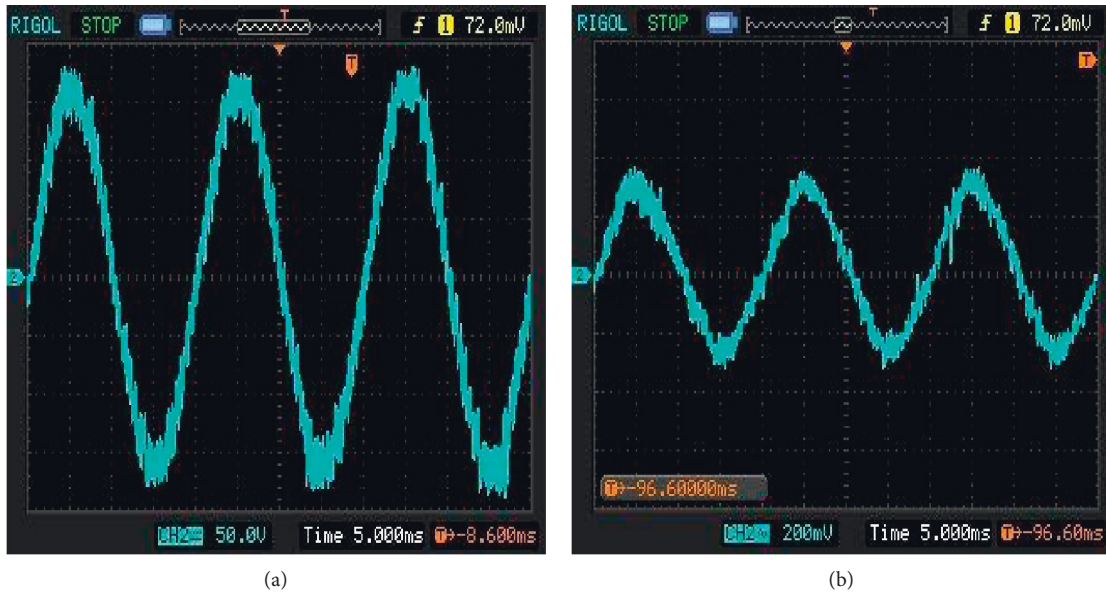 RIGOL STOP T f 1 72.0mV
T
2
CH2 50.0V Time 5.000ms T→-8.600ms
(a)
RIGOL STOP T f 1 72.0mV
T
2
T→-96.60000ms
CH2 200mV Time 5.000ms T→-96.60ms
(b)